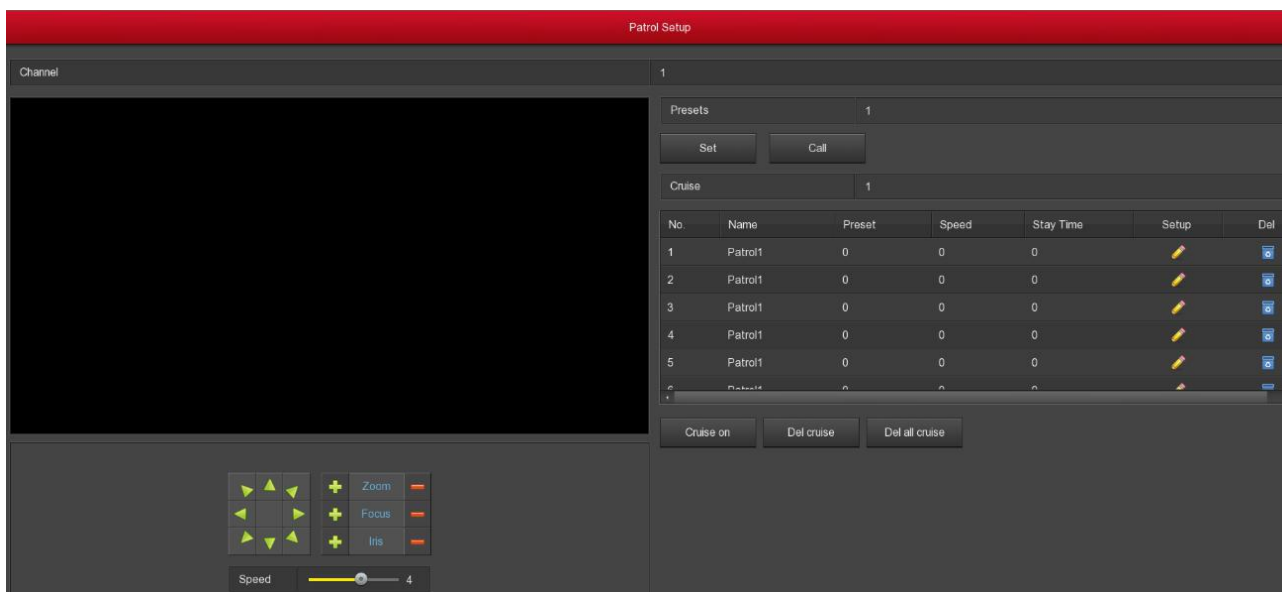 Patrol Setup
Channel 1
Presets 1
Set Call
Cruise 1
No. Name Preset Speed Stay Time Setup Del
1 Patrol1 0 0 0
2 Patrol1 0 0 0
3 Patrol1 0 0 0
4 Patrol1 0 0 0
5 Patrol1 0 0 0
Cruise on Del cruise Del all cruise
Zoom
Focus
Iris
Speed 4